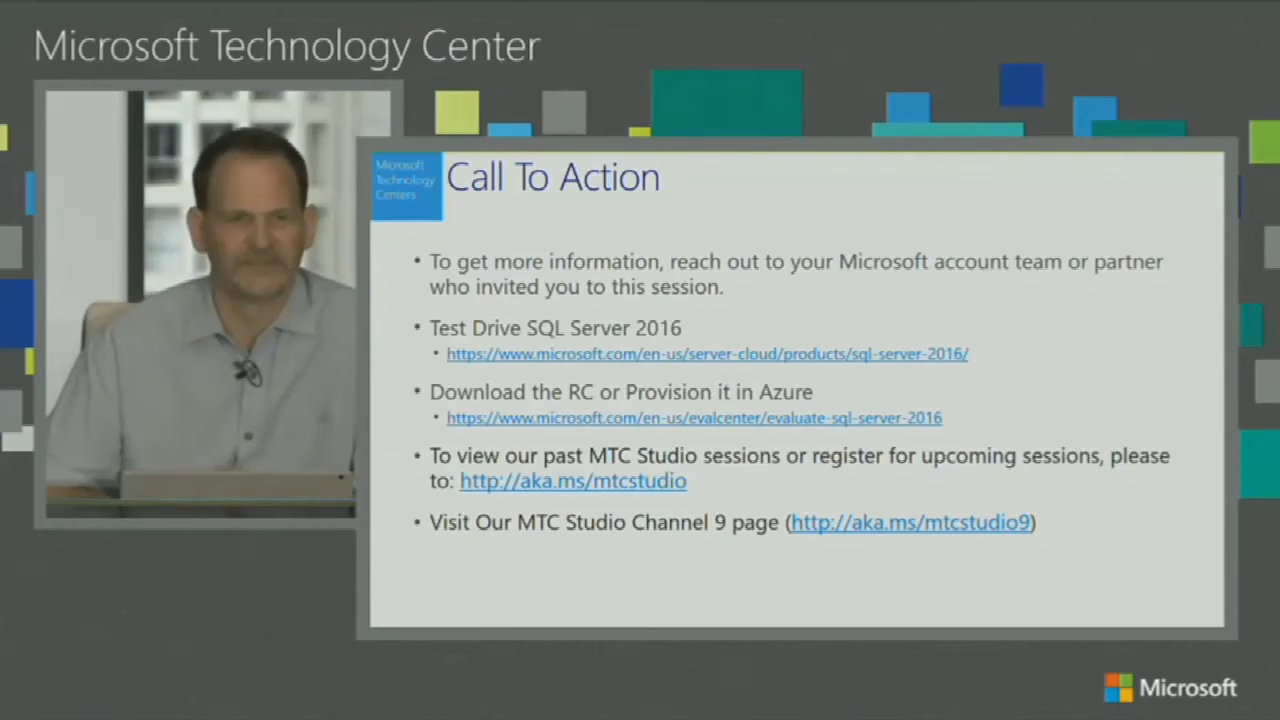 Microsoft Technology Center
Microsoft
Technology
Centers
Call To Action
• To get more information, reach out to your Microsoft account team or partner
who invited you to this session.
• Test Drive SQL Server 2016
• https://www.microsoft.com/en-us/server-cloud/products/sql-server-2016/
• Download the RC or Provision it in Azure
• https://www.microsoft.com/en-us/evalcenter/evaluate-sql-server-2016
• To view our past MTC Studio sessions or register for upcoming sessions, please
to: http://aka.ms/mtcstudio
• Visit Our MTC Studio Channel 9 page (http://aka.ms/mtcstudio9)
Microsoft